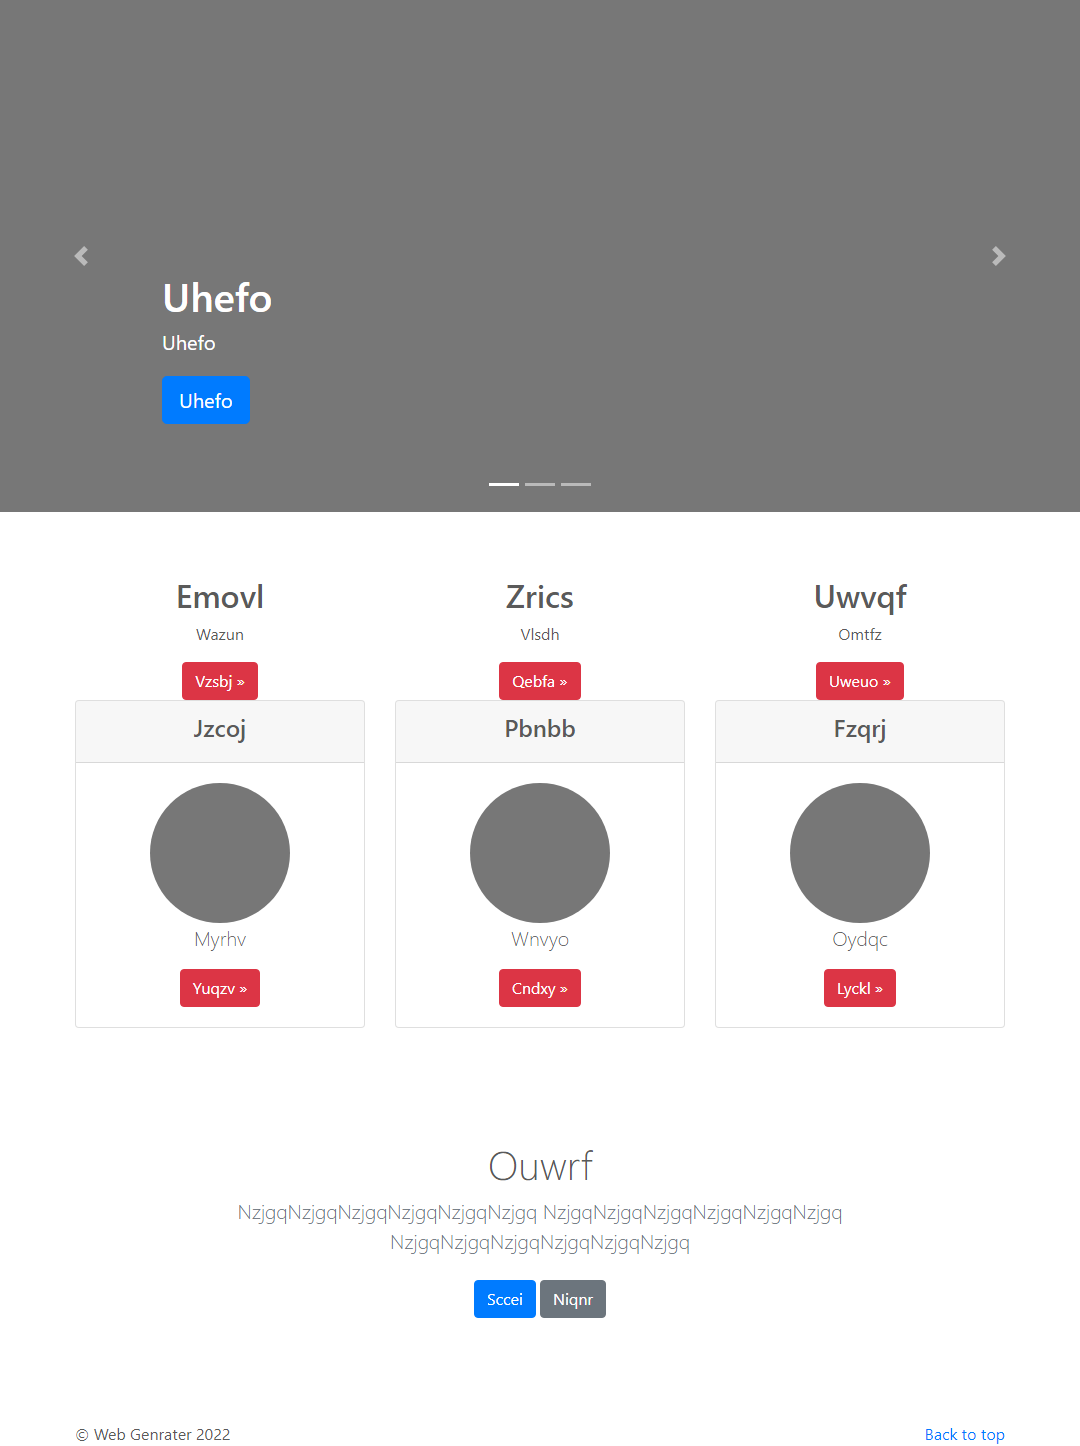 Uhefo
Uhefo
Uhefo
Emovl
Wazun
Vzsbj »
Zrics
Vlsdh
Qebfa »
Uwvqf
Omtfz
Uweuo »
Jzcoj
Myrhv
Yuqzv »
Pbnbb
Wnvyo
Cndxy »
Fzqrj
Oydqc
Lyckl »
Ouwrf
NzjgqNzjgqNzjgqNzjgqNzjgqNzjgq NzjgqNzjgqNzjgqNzjgqNzjgqNzjgq
NzjgqNzjgqNzjgqNzjgqNzjgqNzjgq
Sccei Niqnr
© Web Genrater 2022
Back to top